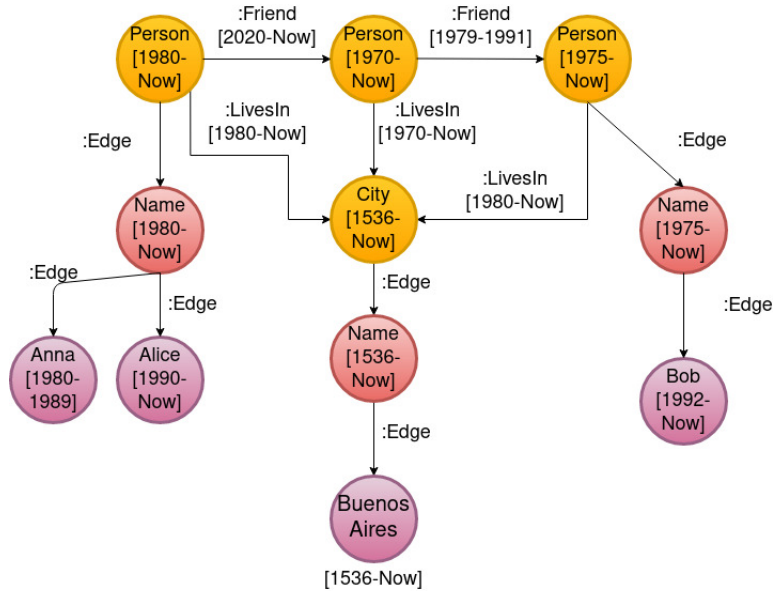 :Friend
[2020-Now]
:Friend
[1979-1991]
Person
[1980-
Now]
Person
[1970-
Now]
Person
[1975-
Now]
:LivesIn
[1980-Now]
:LivesIn
[1970-Now]
:Edge
:Edge
:LivesIn
[1980-Now]
Name
[1980-
Now]
City
[1536-
Now]
Name
[1975-
Now]
:Edge
:Edge
:Edge
:Edge
Anna
[1980-
1989]
Alice
[1990-
Now]
Name
[1536-
Now]
Bob
[1992-
Now]
:Edge
Buenos
Aires
[1536-Now]